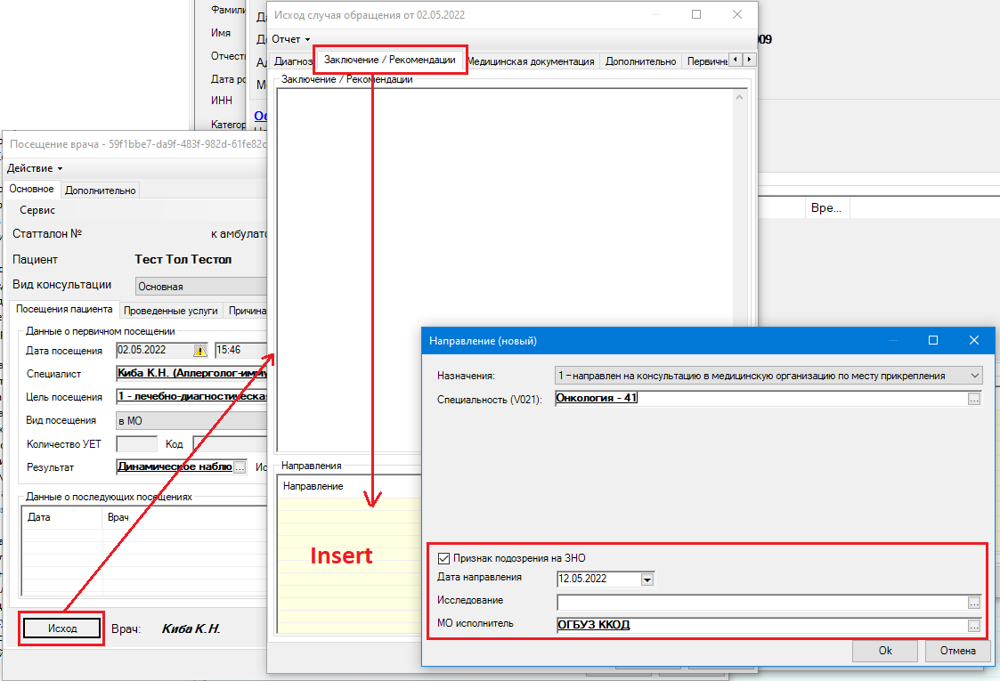 Фамили
Имя
Отчест
Дата ро
ИНН
Категор
Исход случая обращения от 02.05.2022
Отчет
Диагноз
Заключение / Рекомендации
Медицинская документация
Дополнительно
Первичнь
09
Заключение / Рекомендации
Вре...
Посещение врача - 59f1bbe7-da9f-483f-982d-61fe82c
Действие
Основное
Дополнительно
Сервис
Статталон №
к амбулато
Пациент
Тест Тол Тестол
Вид консультации
Основная
Посещения пациента
Проведенные услуги
Причина
Данные о первичном посещении
Дата посещения
02.05.2022
15:46
Специалист
Киба К.Н. (Аллерголог-имму
Цель посещения
1 - лечебно-диагностическая
Вид посещения
в МО
Количество УЕТ
Код
Результат
Динамическое наблю
...
Ис
Данные о последующих посещениях
Дата
Врач
Исход
Врач:
Киба К.Н.
Направления
Направление
Insert
Направление (новый)
Назначения:
1 – направлен на консультацию в медицинскую организацию по месту прикрепления
Специальность (V021):
Онкология - 41
...
Признак подозрения на ЗНО
Дата направления
12.05.2022
Исследование
...
МО исполнитель
ОГБУЗ ККОД
...
Ok
Отмена